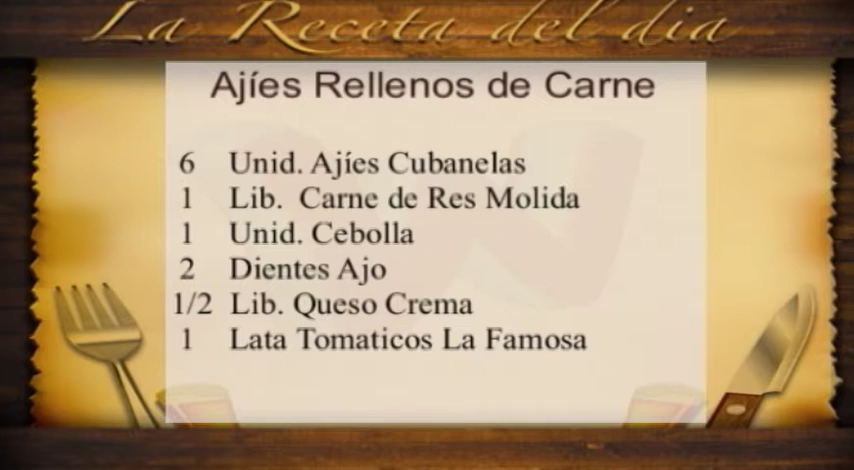 La Receta del dia
Ajíes Rellenos de Carne
6 Unid. Ajíes Cubanelas
1 Lib. Carne de Res Molida
1 Unid. Cebolla
2 Dientes Ajo
1/2 Lib. Queso Crema
1 Lata Tomaticos La Famosa